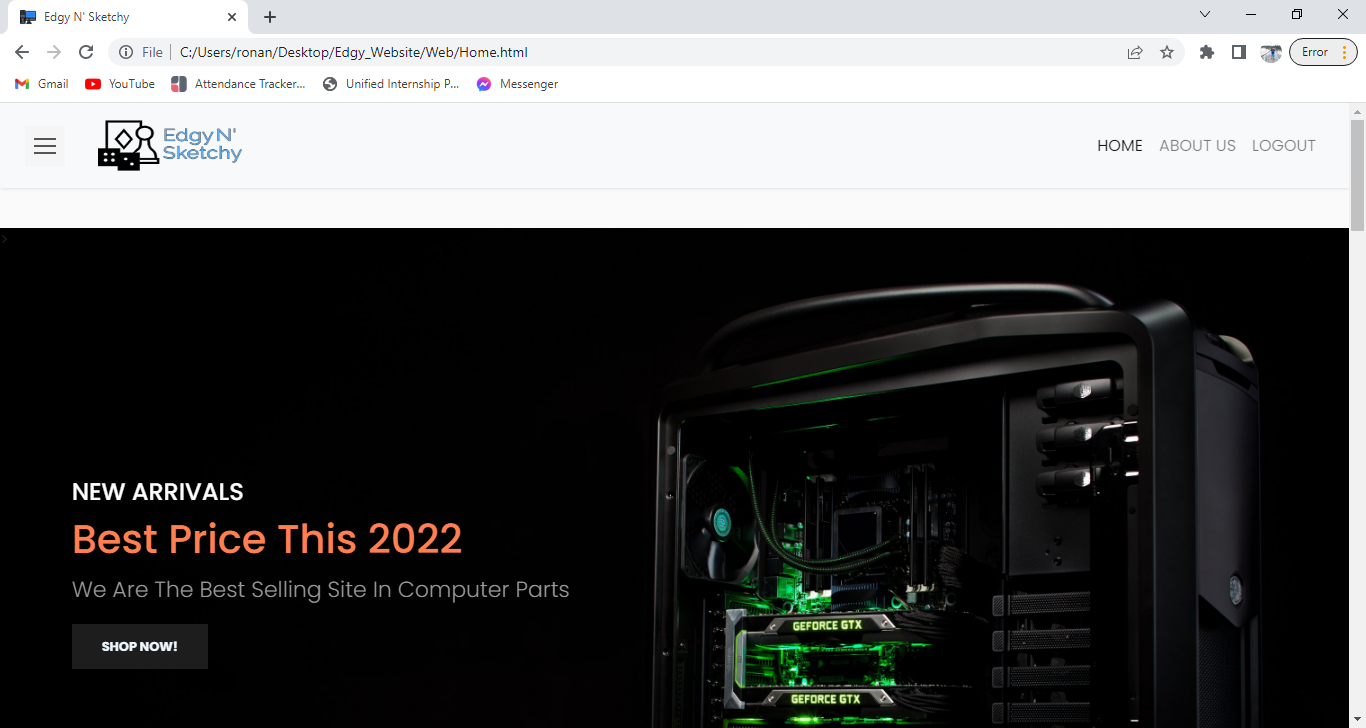 Edgy N' Sketchy
Error
File
C:/Users/ronan/Desktop/Edgy_Website/Web/Home.html
Gmail
YouTube
Attendance Tracker...
Unified Internship P...
Messenger
Edgy N'
Sketchy
HOME ABOUT US LOGOUT
>
NEW ARRIVALS
Best Price This 2022
We Are The Best Selling Site In Computer Parts
SHOP NOW!
GEFORCE GTX
GEFORCE GTX